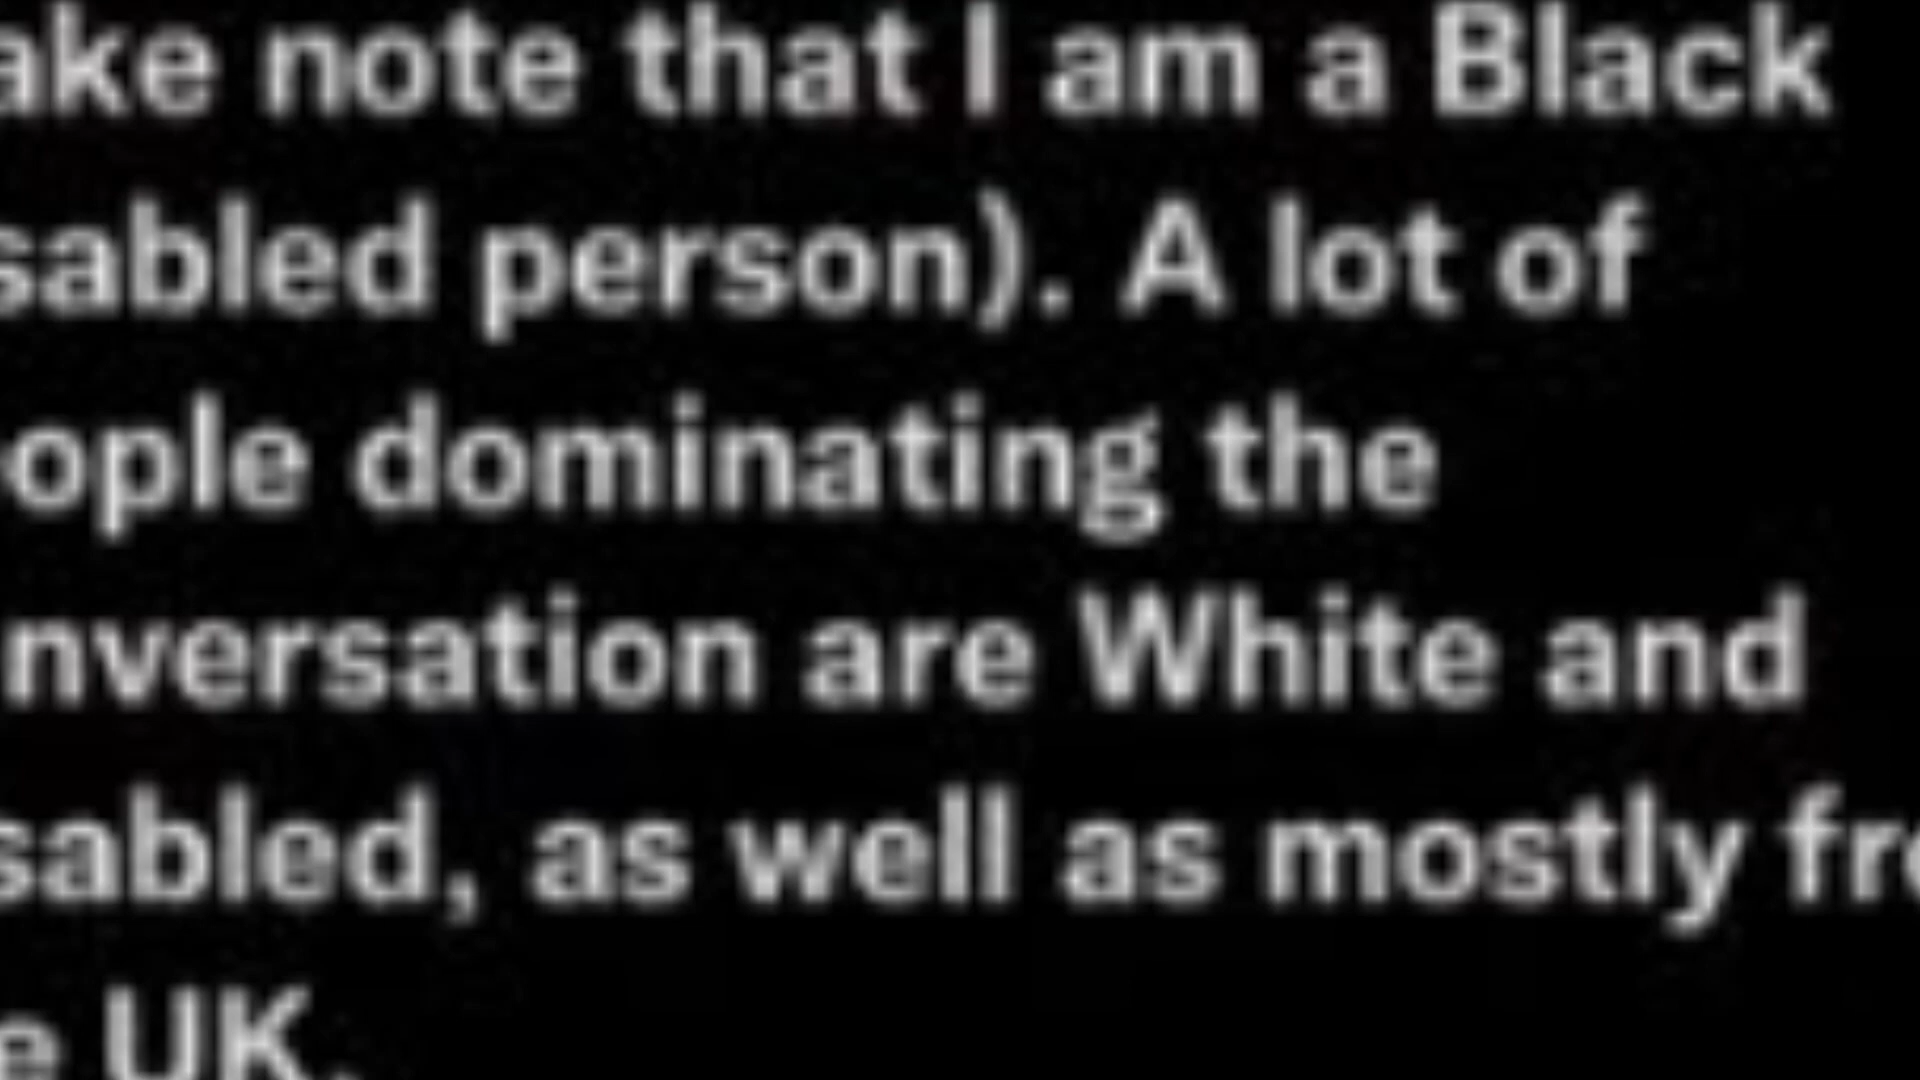 ake note that I am a Black
sabled person). A lot of
ople dominating the
nversation are White and
sabled, as well as mostly fro
e UK.